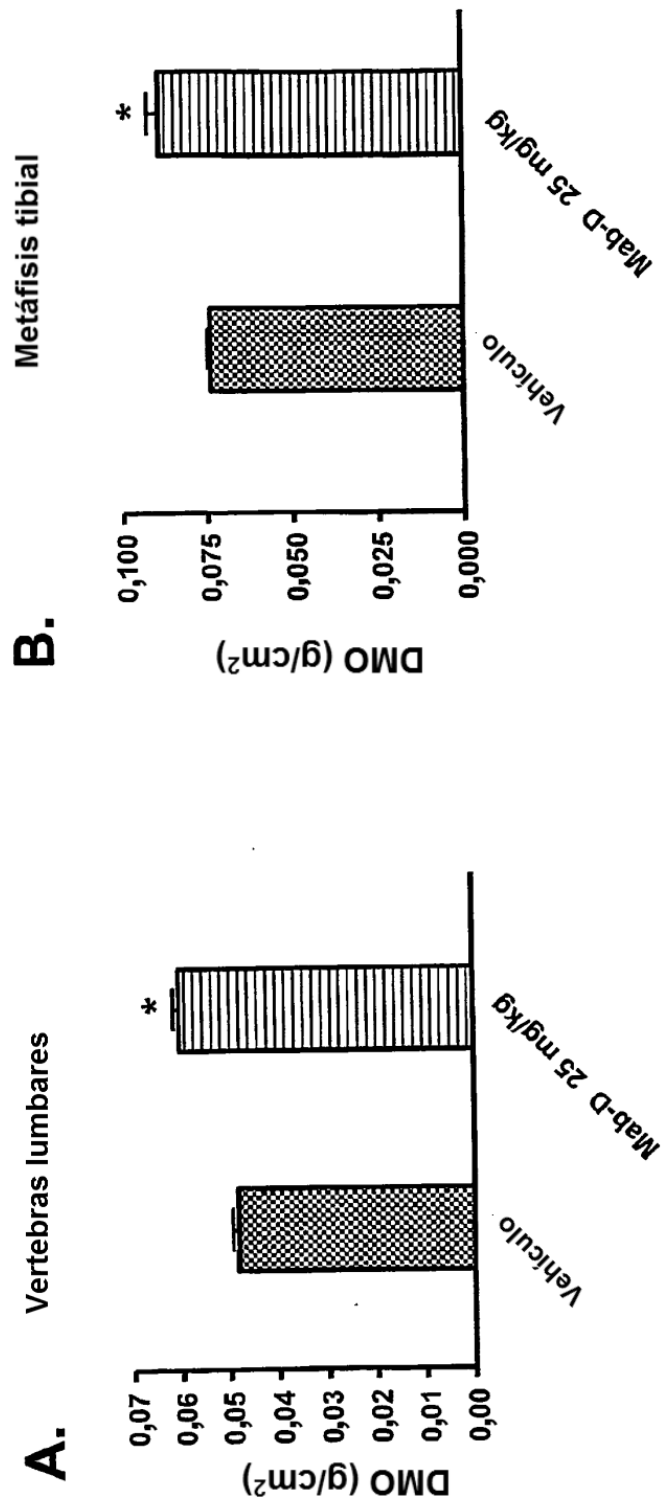 A.
Vertebras lumbares
DMO (g/cm²)
0,07
0,06
0,05
0,04
0,03
0,02
0,01
0,00
*
Vehículo
Mab-D 25 mg/kg
B.
Metáfisis tibial
DMO (g/cm²)
0,100
0,075
0,050
0,025
0,000
*
Vehículo
Mab-D 25 mg/kg